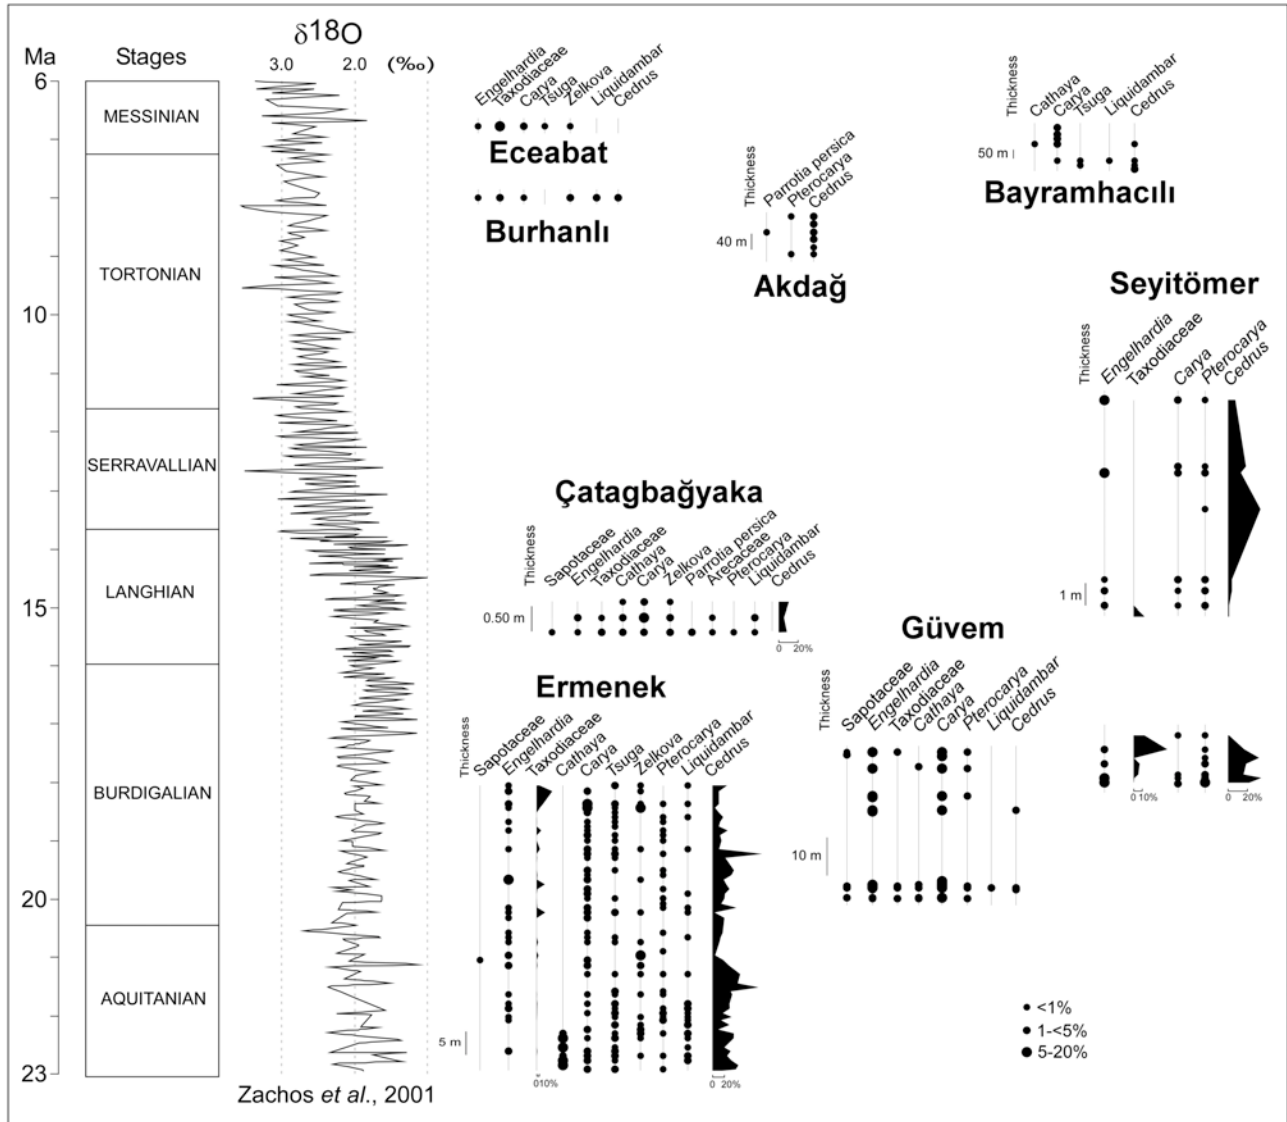 Ma
Stages
δ18O
3.0 2.0 (‰)
6
10
15
20
23
MESSINIAN
TORTONIAN
SERRAVALLIAN
LANGHIAN
BURDIGALIAN
AQUITANIAN
Zachos et al., 2001
Engelhardia
Taxodiaceae
Carya
Tsuga
Zelkova
Liquidambar
Cedrus
Eceabat
Burhanlı
Thickness
Parrotia persica
Pterocarya
Cedrus
40 m
Akdağ
Thickness
Cathaya
Carya
Tsuga
Liquidambar
Cedrus
50 m
Bayramhacılı
Seyitömer
Thickness
Engelhardia
Taxodiaceae
Carya
Pterocarya
Cedrus
1 m
0 10%
0 20%
Çatagbağyaka
Thickness
Sapotaceae
Engelhardia
Taxodiaceae
Cathaya
Carya
Zelkova
Parrotia persica
Arecaceae
Pterocarya
Liquidambar
Cedrus
0.50 m
0 20%
Güvem
Thickness
Sapotaceae
Engelhardia
Taxodiaceae
Cathaya
Carya
Pterocarya
Liquidambar
Cedrus
10 m
Ermenek
Thickness
Sapotaceae
Engelhardia
Taxodiaceae
Cathaya
Carya
Tsuga
Zelkova
Pterocarya
Liquidambar
Cedrus
5 m
010%
0 20%
<1%
1-<5%
5-20%